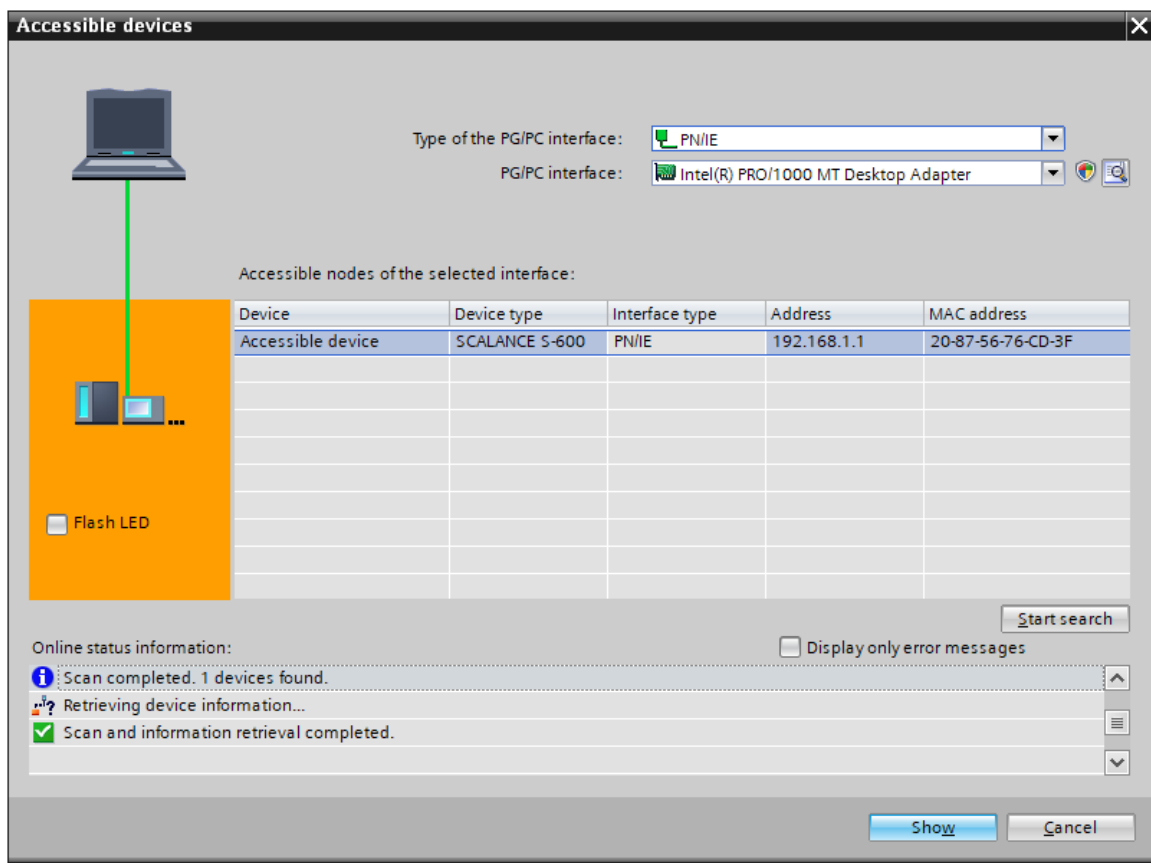 Accessible devices
Type of the PG/PC interface: PN/IE
PG/PC interface: Intel(R) PRO/1000 MT Desktop Adapter
Accessible nodes of the selected interface:
Device Device type Interface type Address MAC address
Accessible device SCALANCE S-600 PN/IE 192.168.1.1 20-87-56-76-CD-3F
Flash LED
Start search
Online status information: Display only error messages
Scan completed. 1 devices found.
Retrieving device information...
Scan and information retrieval completed.
Show Cancel